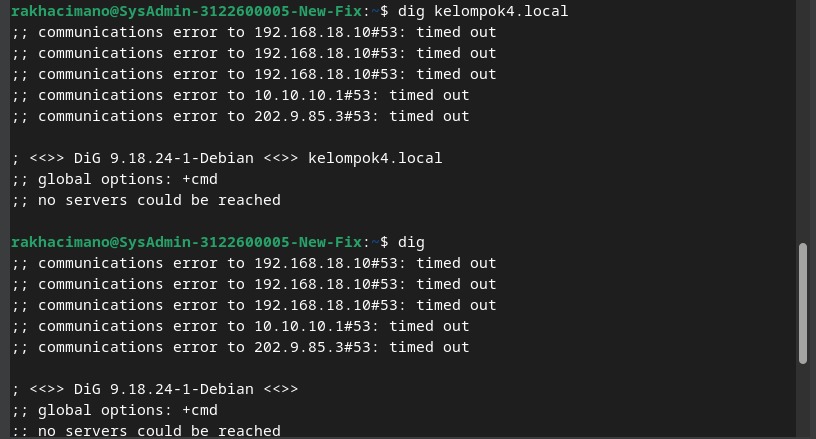 rakhacimano@SysAdmin-3122600005-New-Fix:~$ dig kelompok4.local
;; communications error to 192.168.18.10#53: timed out
;; communications error to 192.168.18.10#53: timed out
;; communications error to 192.168.18.10#53: timed out
;; communications error to 10.10.10.1#53: timed out
;; communications error to 202.9.85.3#53: timed out
; <<>> DiG 9.18.24-1-Debian <<>> kelompok4.local
;; global options: +cmd
;; no servers could be reached
rakhacimano@SysAdmin-3122600005-New-Fix:~$ dig
;; communications error to 192.168.18.10#53: timed out
;; communications error to 192.168.18.10#53: timed out
;; communications error to 192.168.18.10#53: timed out
;; communications error to 10.10.10.1#53: timed out
;; communications error to 202.9.85.3#53: timed out
; <<>> DiG 9.18.24-1-Debian <<>>
;; global options: +cmd
;; no servers could be reached